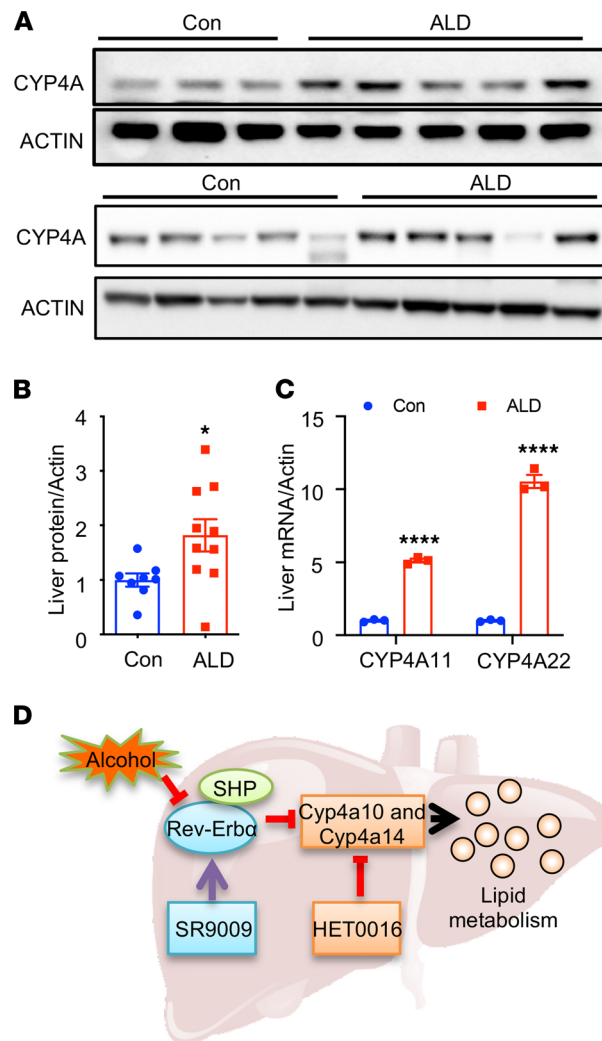 A
Con ALD
CYP4A
ACTIN
Con ALD
CYP4A
ACTIN
B
Liver protein/Actin
4
3
2
1
0
*
Con ALD
C
Con ALD
Liver mRNA/Actin
15
10
5
0
****
****
CYP4A11 CYP4A22
D
Alcohol
SHP
Rev-Erbα
Cyp4a10 and
Cyp4a14
SR9009
HET0016
Lipid
metabolism